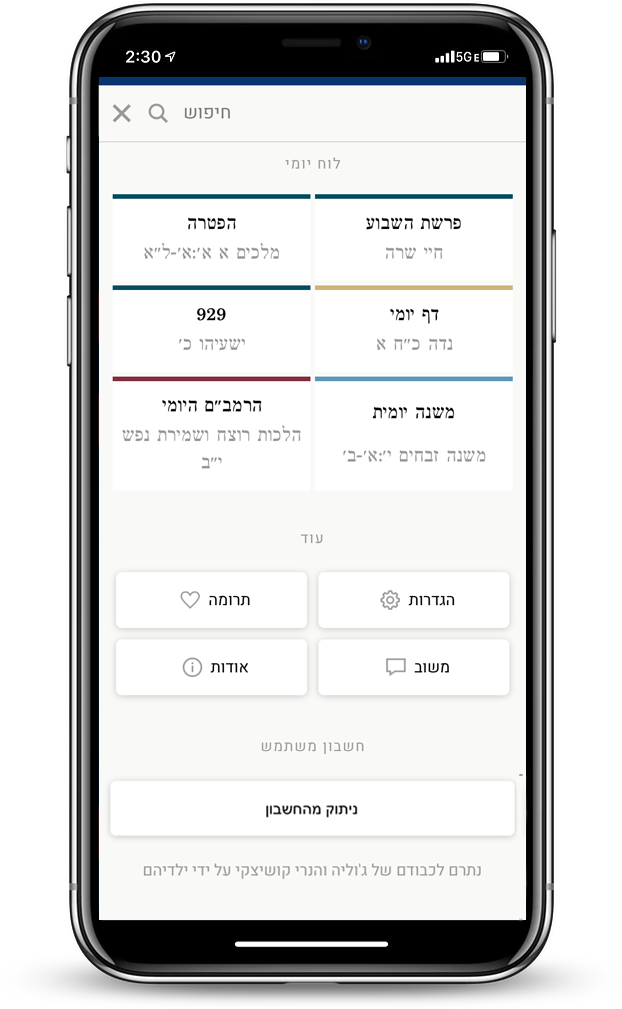 2:30
5GE
חיפוש
לוח יומי
פרשת השבוע
חיי שרה
הפטרה
מלכים א א׳:א׳-ל״א
דף יומי
נדה כ״ח א
929
ישעיהו כ׳
משנה יומית
משנה זבחים י׳:א׳-ב׳
הרמב״ם היומי
הלכות רוצח ושמירת נפש
י״ב
עוד
הגדרות
תרומה
משוב
אודות
חשבון משתמש
ניתוק מהחשבון
נתרם לכבודם של ג'וליה והנרי קושיצקי על ידי ילדיהם